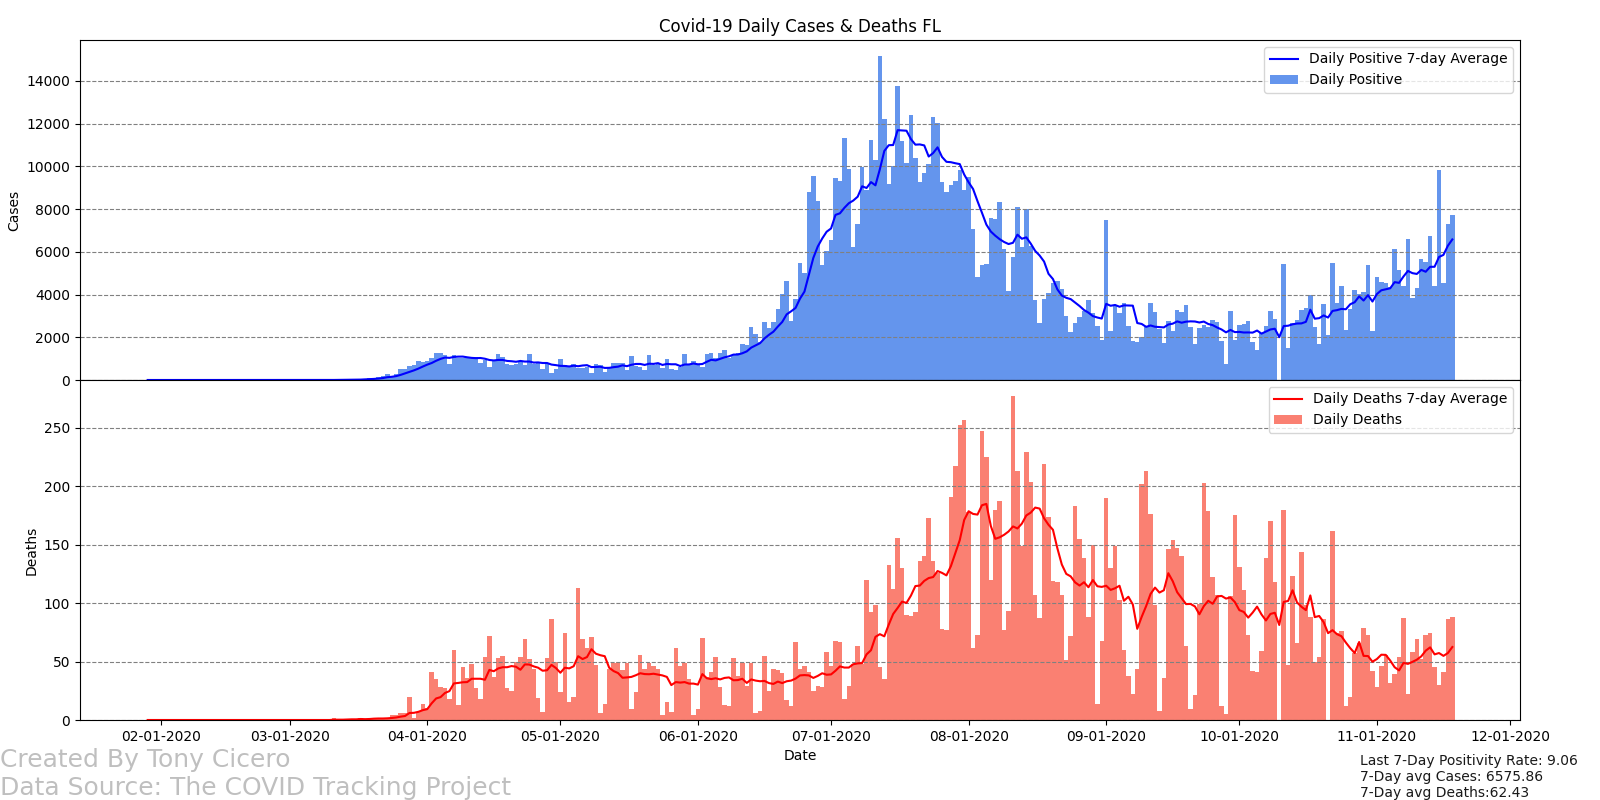 Covid-19 Daily Cases & Deaths FL
Daily Positive 7-day Average
Daily Positive
14000
12000
10000
8000
6000
4000
2000
0
Cases
Daily Deaths 7-day Average
Daily Deaths
250
200
150
100
50
0
Deaths
02-01-2020 03-01-2020 04-01-2020 05-01-2020 06-01-2020 07-01-2020 08-01-2020 09-01-2020 10-01-2020 11-01-2020 12-01-2020
Date
Created By Tony Cicero
Data Source: The COVID Tracking Project
Last 7-Day Positivity Rate: 9.06
7-Day avg Cases: 6575.86
7-Day avg Deaths:62.43